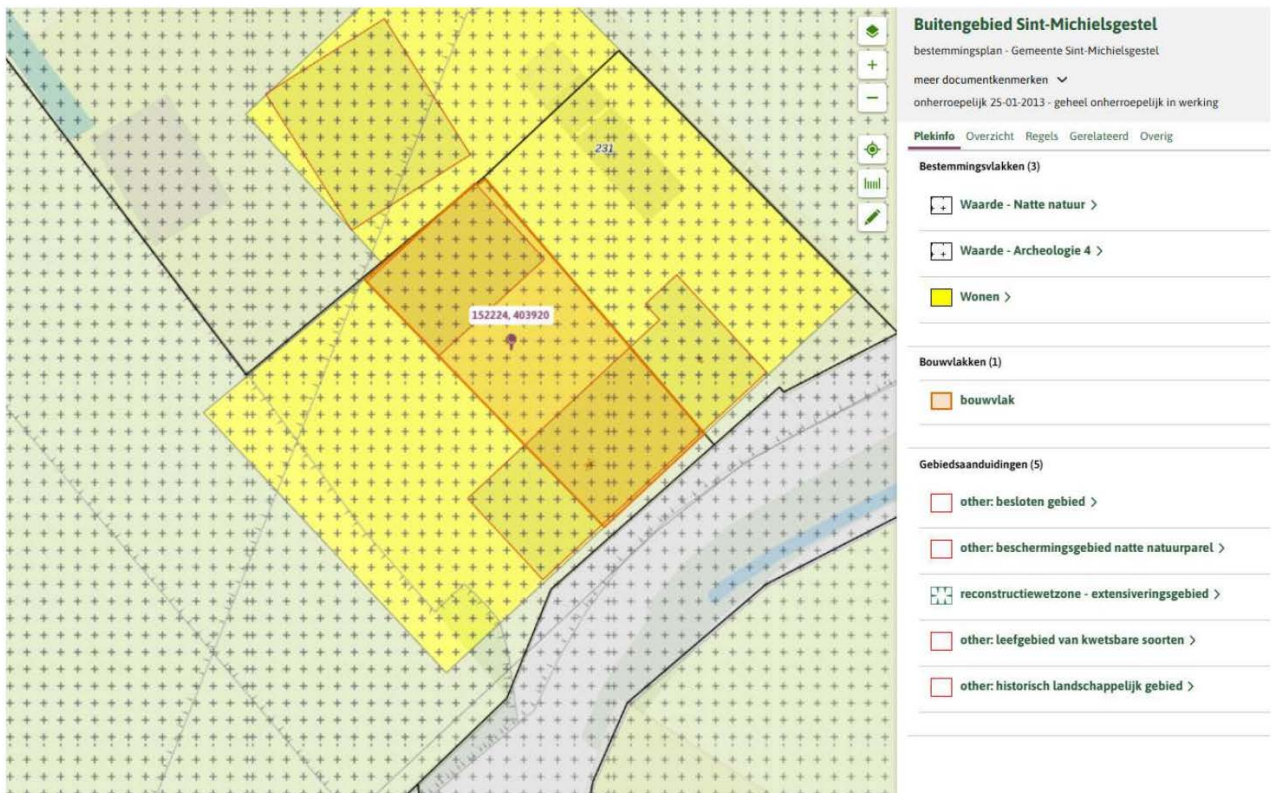 231
152224, 403920
+
−
Buitengebied Sint-Michielsgestel
bestemmingsplan - Gemeente Sint-Michielsgestel
meer documentkenmerken
onherroepelijk 25-01-2013 - geheel onherroepelijk in werking
Plekinfo Overzicht Regels Gerelateerd Overig
Bestemmingsvlakken (3)
Waarde - Natte natuur >
Waarde - Archeologie 4 >
Wonen >
Bouwvlakken (1)
bouwvlak
Gebiedsaanduidingen (5)
other: besloten gebied >
other: beschermingsgebied natte natuurparel >
reconstructiewetzone - extensiveringsgebied >
other: leefgebied van kwetsbare soorten >
other: historisch landschappelijk gebied >